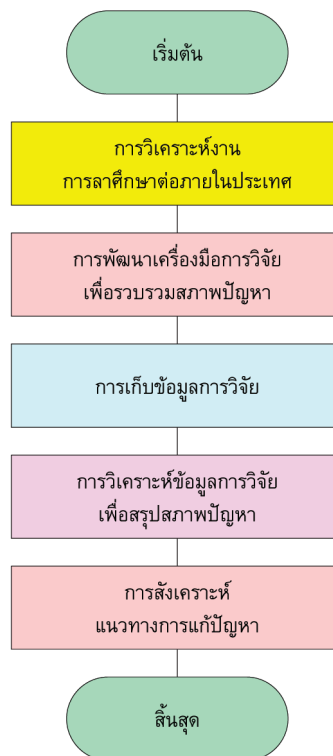 เริ่มต้น
การวิเคราะห์งาน
การลาศึกษาต่อภายในประเทศ
การพัฒนาเครื่องมือการวิจัย
เพื่อรวบรวมสภาพปัญหา
การเก็บข้อมูลการวิจัย
การวิเคราะห์ข้อมูลการวิจัย
เพื่อสรุปสภาพปัญหา
การสังเคราะห์
แนวทางการแก้ปัญหา
สิ้นสุด